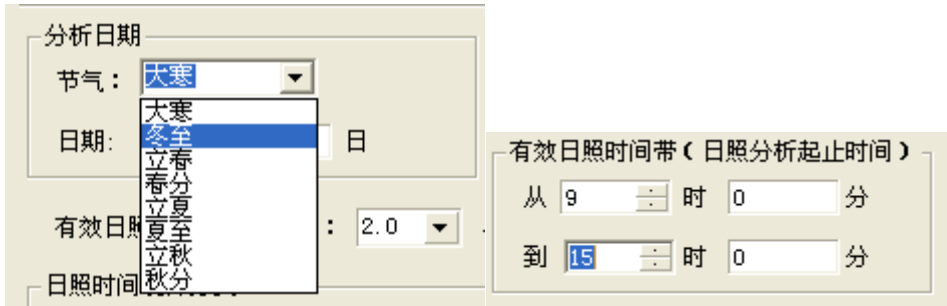 分析日期
节气： 大寒
大寒
冬至
立春
春分
立夏
夏至
立秋
秋分
日期: 日
有效日照 ： 2.0
日照时间
有效日照时间带（日照分析起止时间）
从 9 时 0 分
到 15 时 0 分